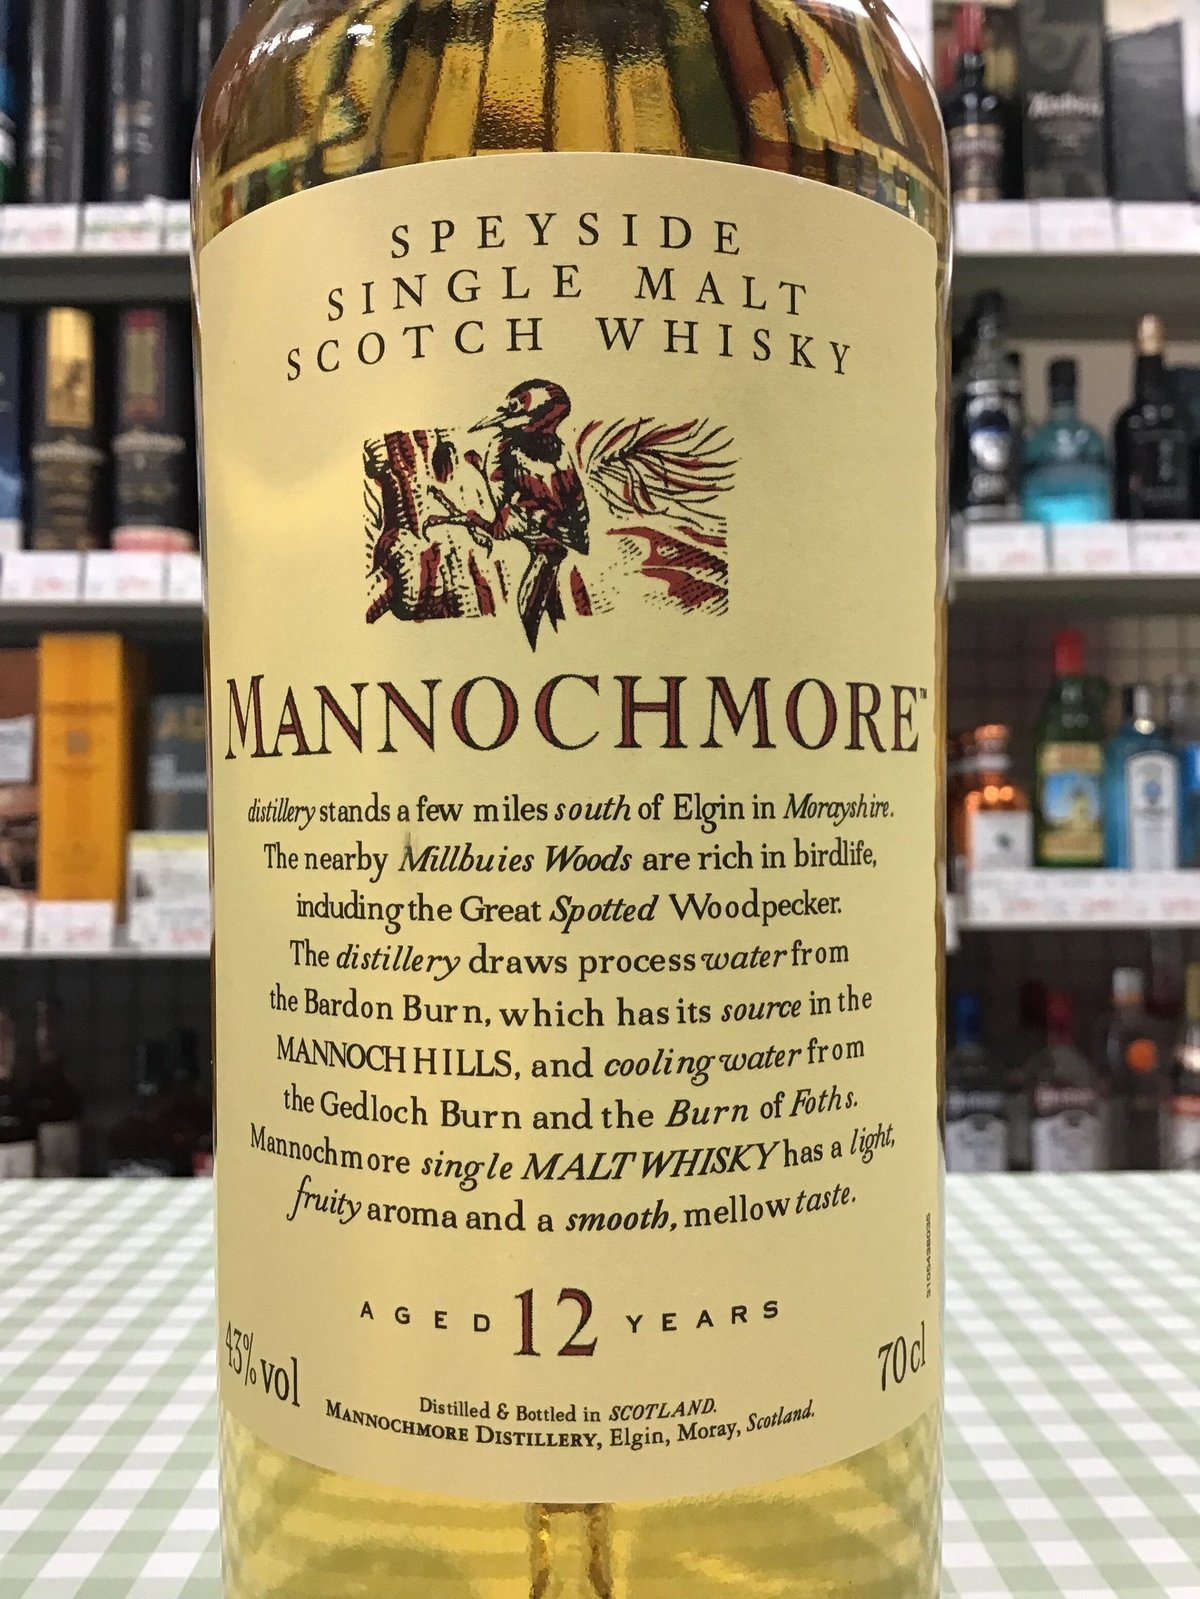 SPEYSIDE
SINGLE MALT
SCOTCH WHISKY
MANNOCHMORE™
distillery stands a few miles south of Elgin in Morayshire.
The nearby Millbuies Woods are rich in birdlife,
including the Great Spotted Woodpecker.
The distillery draws process water from
the Bardon Burn, which has its source in the
MANNOCH HILLS, and cooling water from
the Gedloch Burn and the Burn of Foths.
Mannochmore single MALT WHISKY has a light,
fruity aroma and a smooth, mellow taste.
AGED 12 YEARS
43% vol
70cl
Distilled & Bottled in SCOTLAND.
MANNOCHMORE DISTILLERY, Elgin, Moray, Scotland.